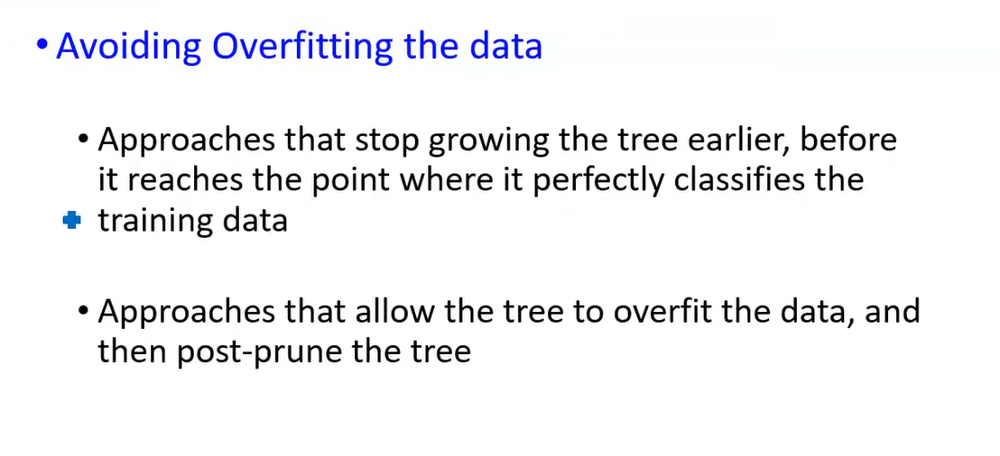 • Avoiding Overfitting the data
• Approaches that stop growing the tree earlier, before
it reaches the point where it perfectly classifies the
training data
• Approaches that allow the tree to overfit the data, and
then post-prune the tree